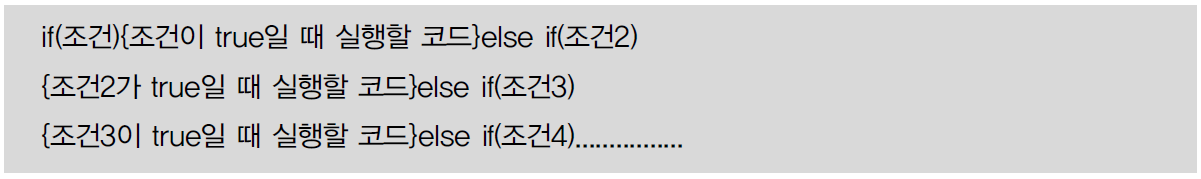 if(조건){조건이 true일 때 실행할 코드}else if(조건2)
{조건2가 true일 때 실행할 코드}else if(조건3)
{조건3이 true일 때 실행할 코드}else if(조건4)................